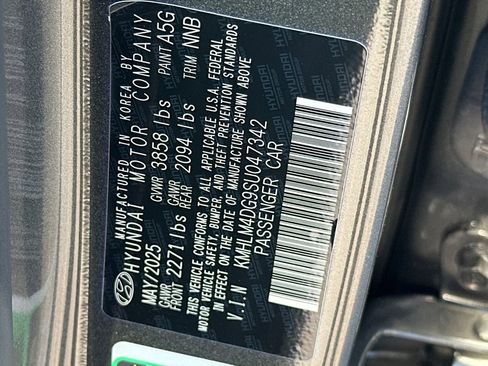 MANUFACTURED IN KOREA BY
HYUNDAI MOTOR COMPANY
MAY/2025 GVWR 3858 lbs PAINT A5G
GAWR FRONT 2271 lbs GAWR REAR 2094 lbs TRIM NNB
THIS VEHICLE CONFORMS TO ALL APPLICABLE U.S.A. FEDERAL
MOTOR VEHICLE SAFETY, BUMPER, AND THEFT PREVENTION STANDARDS
IN EFFECT ON THE DATE OF MANUFACTURE SHOWN ABOVE
V.I.N KMHLM4DG9SU047342
PASSENGER CAR